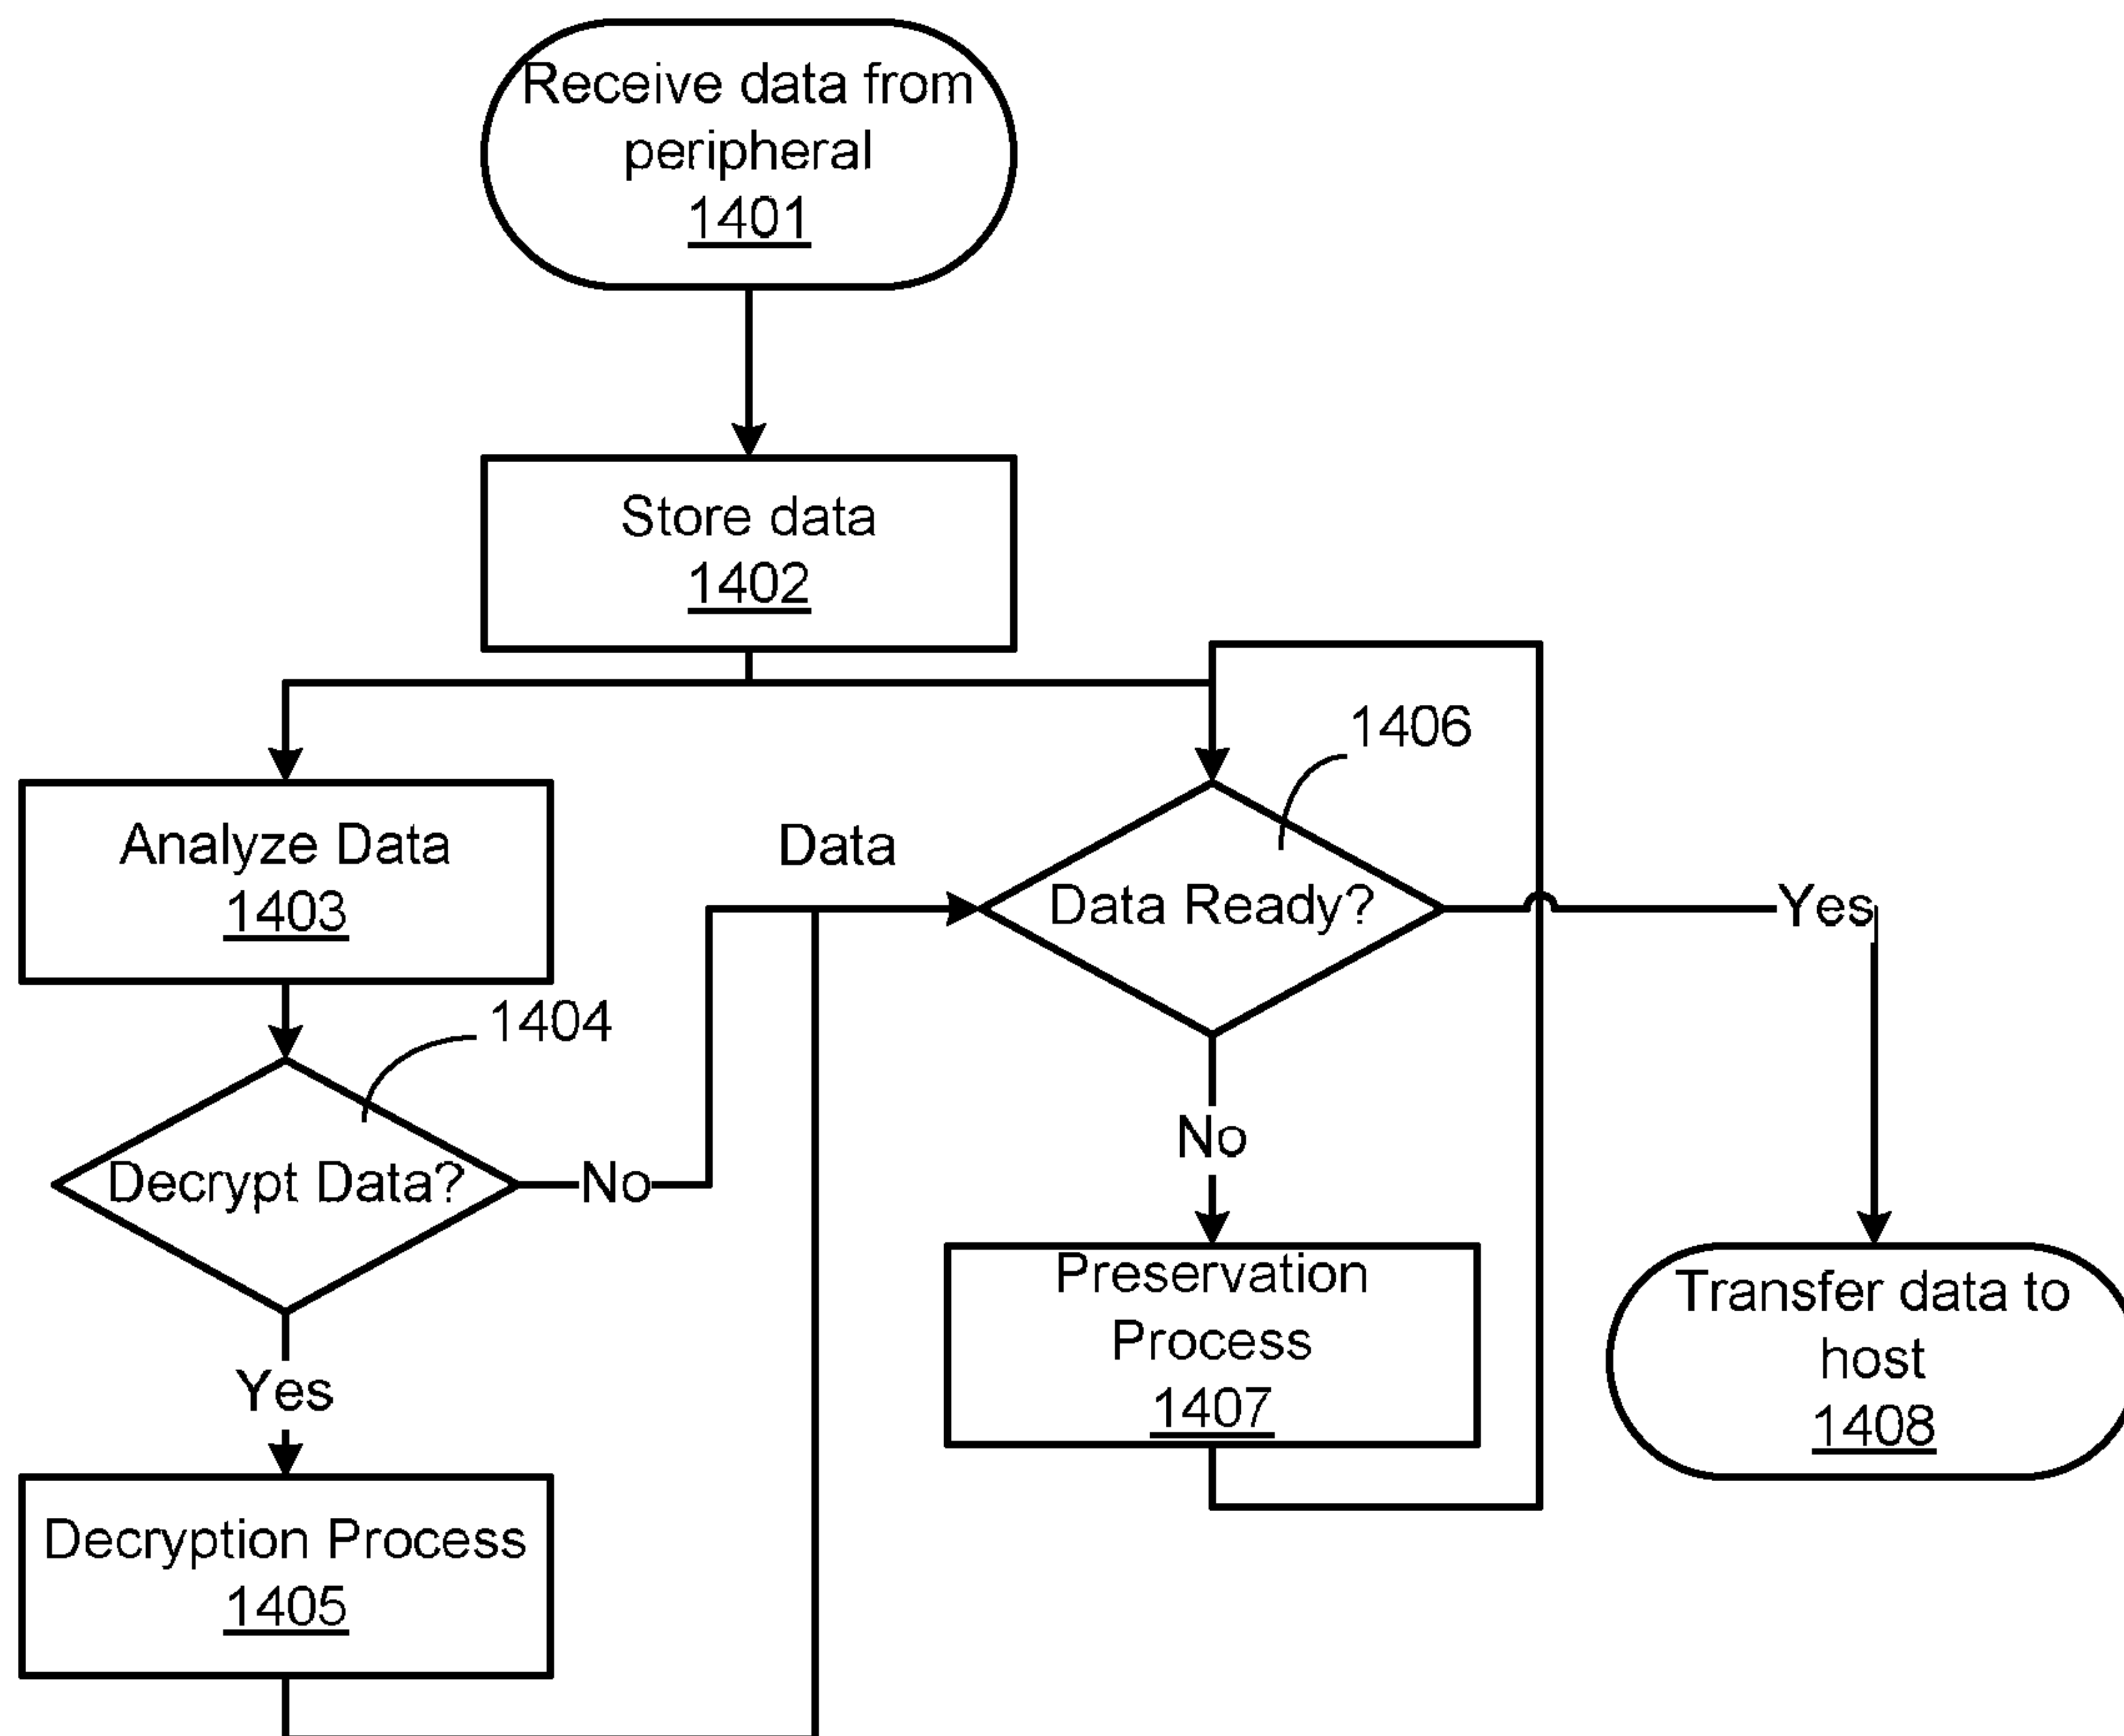 Receive data from
peripheral
1401
Store data
1402
1406
Analyze Data
1403
Data
Data Ready?
Yes
1404
Decrypt Data?
No
No
Yes
Preservation
Process
1407
Transfer data to
host
1408
Decryption Process
1405